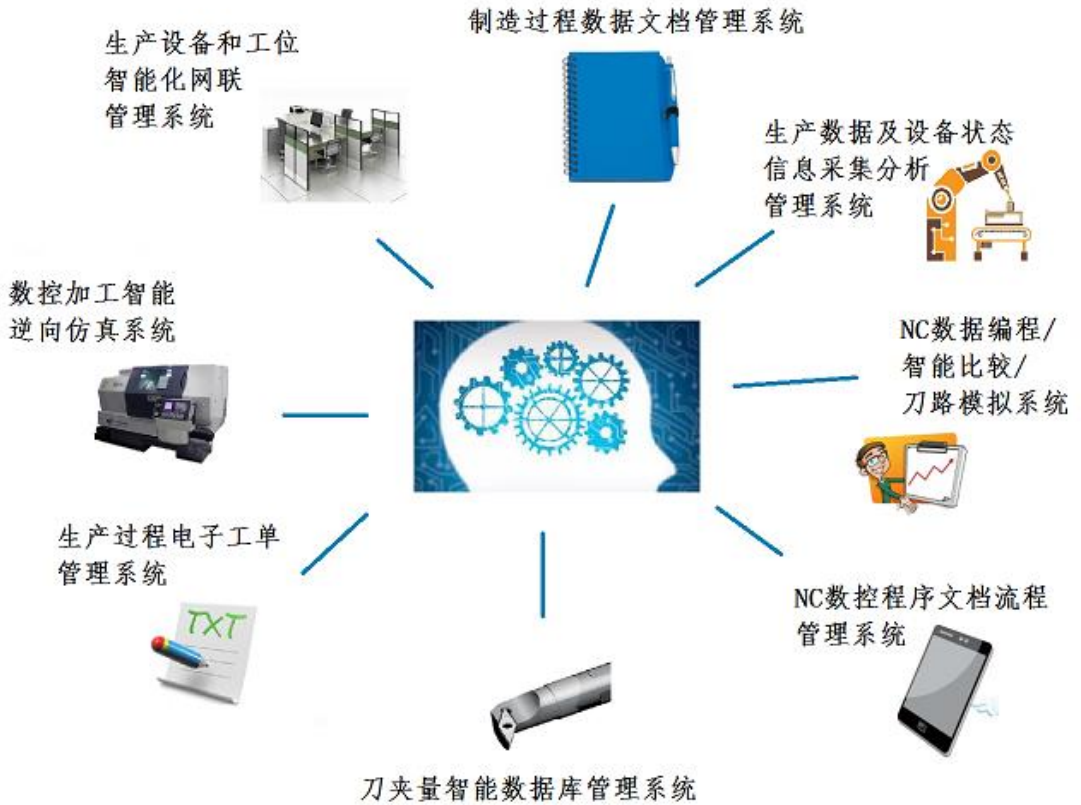 制造过程数据文档管理系统
生产设备和工位
智能化网联
管理系统
生产数据及设备状态
信息采集分析
管理系统
数控加工智能
逆向仿真系统
NC数据编程/
智能比较/
刀路模拟系统
生产过程电子工单
管理系统
TXT
NC数控程序文档流程
管理系统
刀夹量智能数据库管理系统